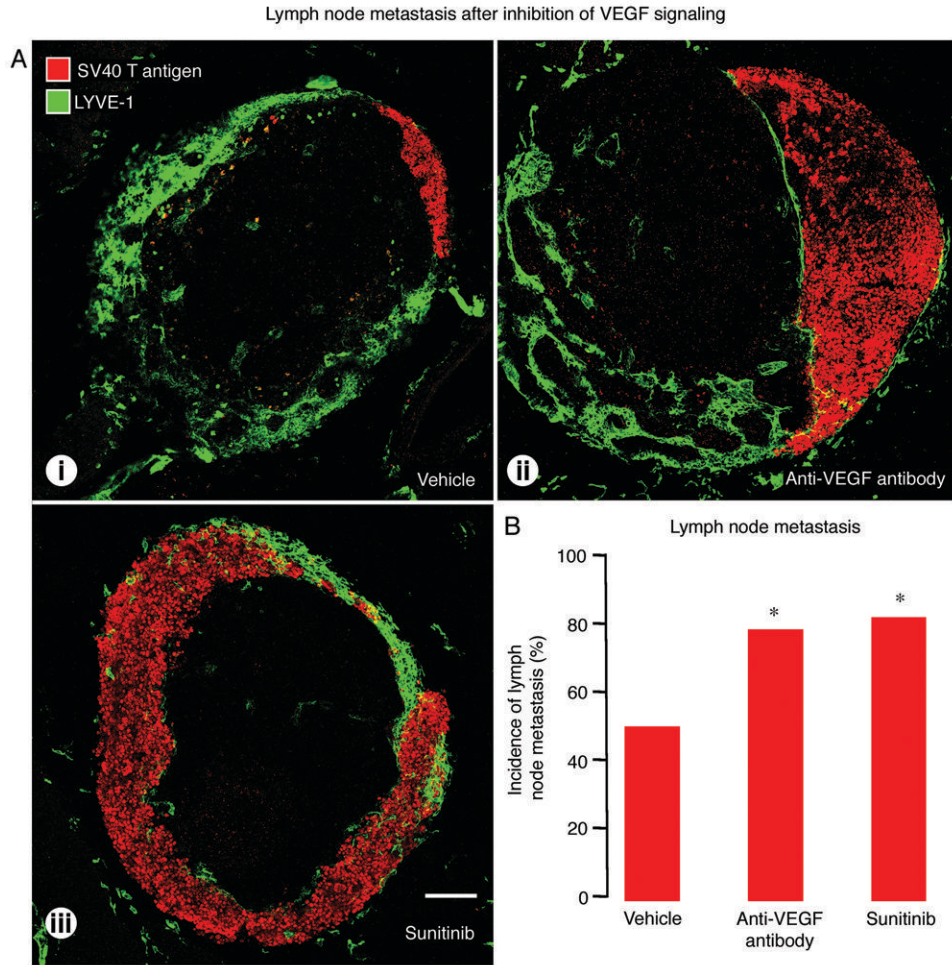 Lymph node metastasis after inhibition of VEGF signaling
A
SV40 T antigen
LYVE-1
i
Vehicle
ii
Anti-VEGF antibody
iii
Sunitinib
B
Lymph node metastasis
Incidence of lymph
node metastasis (%)
100
80
60
40
20
0
*
*
Vehicle
Anti-VEGF
antibody
Sunitinib